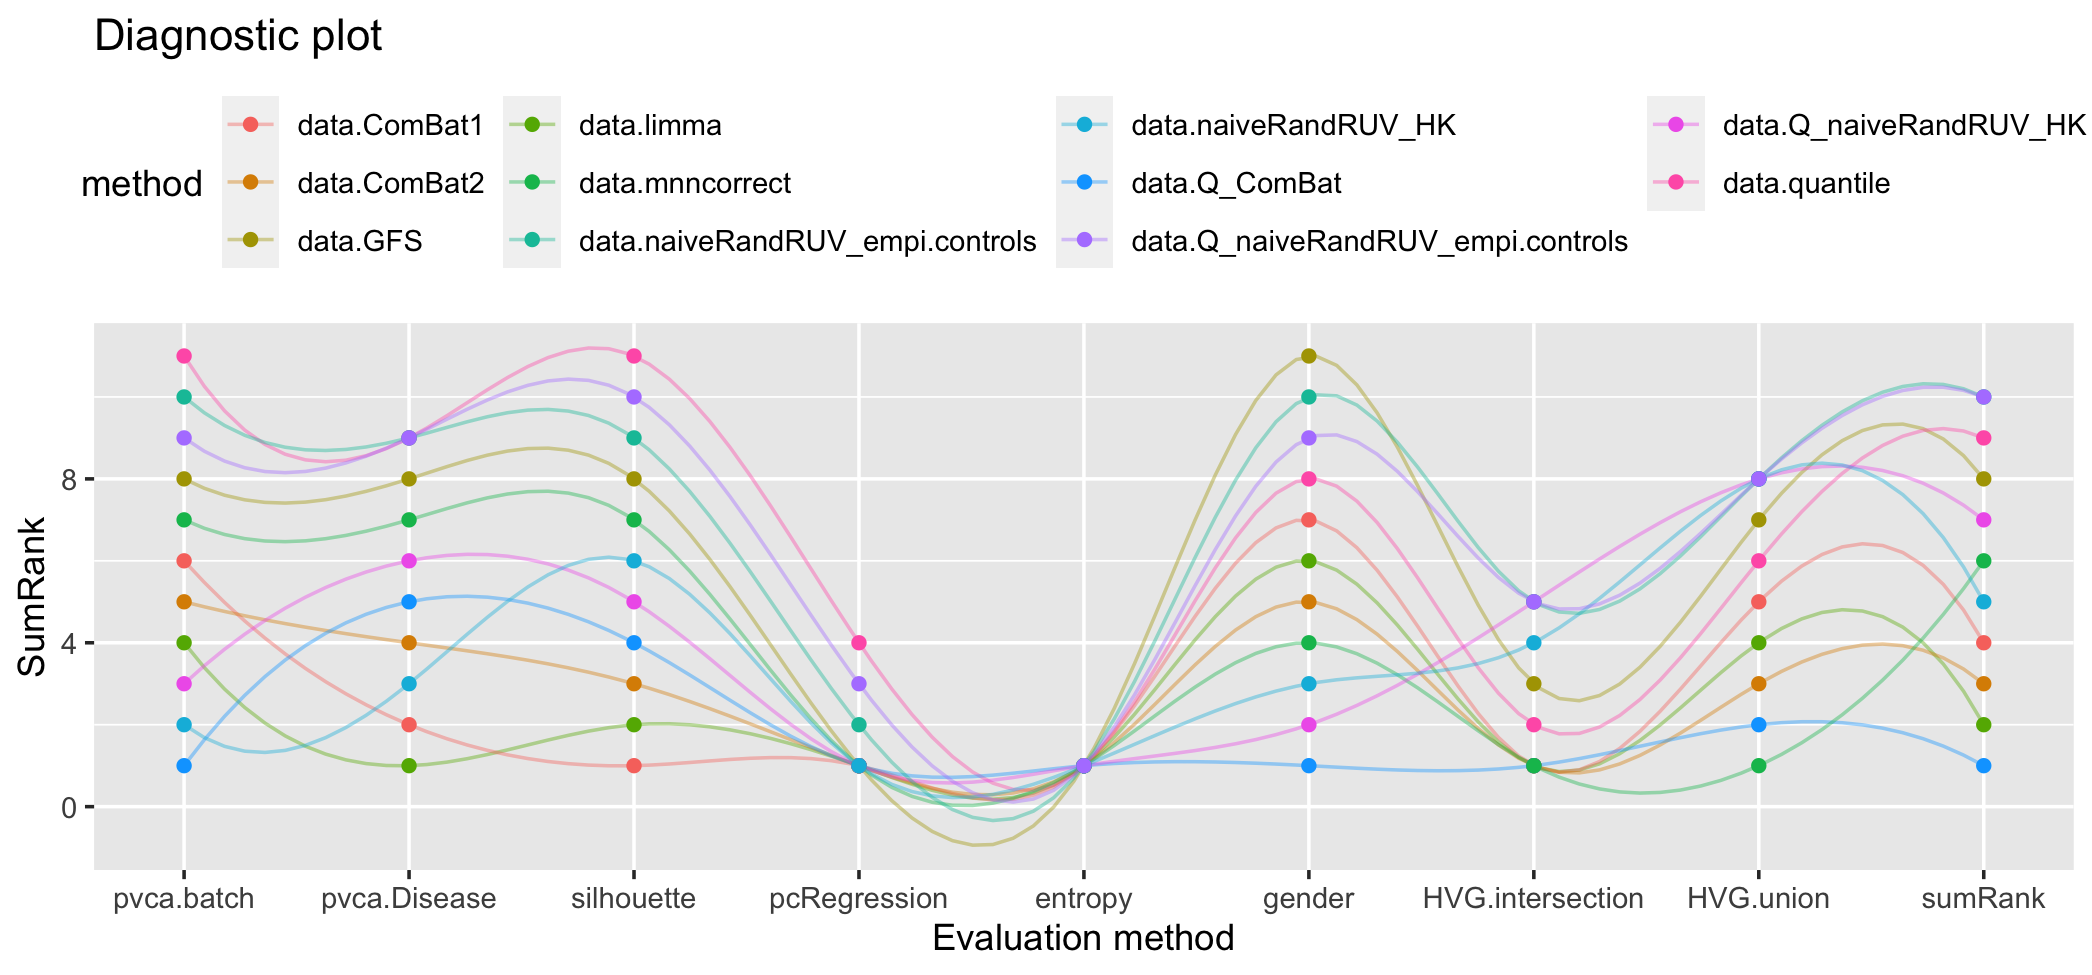 Diagnostic plot
method
data.ComBat1
data.ComBat2
data.GFS
data.limma
data.mnncorrect
data.naiveRandRUV_empi.controls
data.naiveRandRUV_HK
data.Q_ComBat
data.Q_naiveRandRUV_empi.controls
data.Q_naiveRandRUV_HK
data.quantile
SumRank
8
4
0
pvca.batch pvca.Disease silhouette pcRegression entropy gender HVG.intersection HVG.union sumRank
Evaluation method